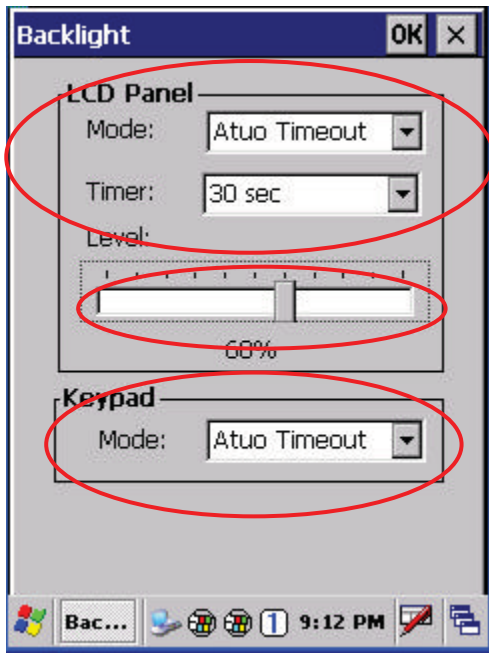 Backlight OK ×
LCD Panel
Mode: Atuo Timeout
Timer: 30 sec
Level:
60%
Keypad
Mode: Atuo Timeout
Bac... 1 9:12 PM